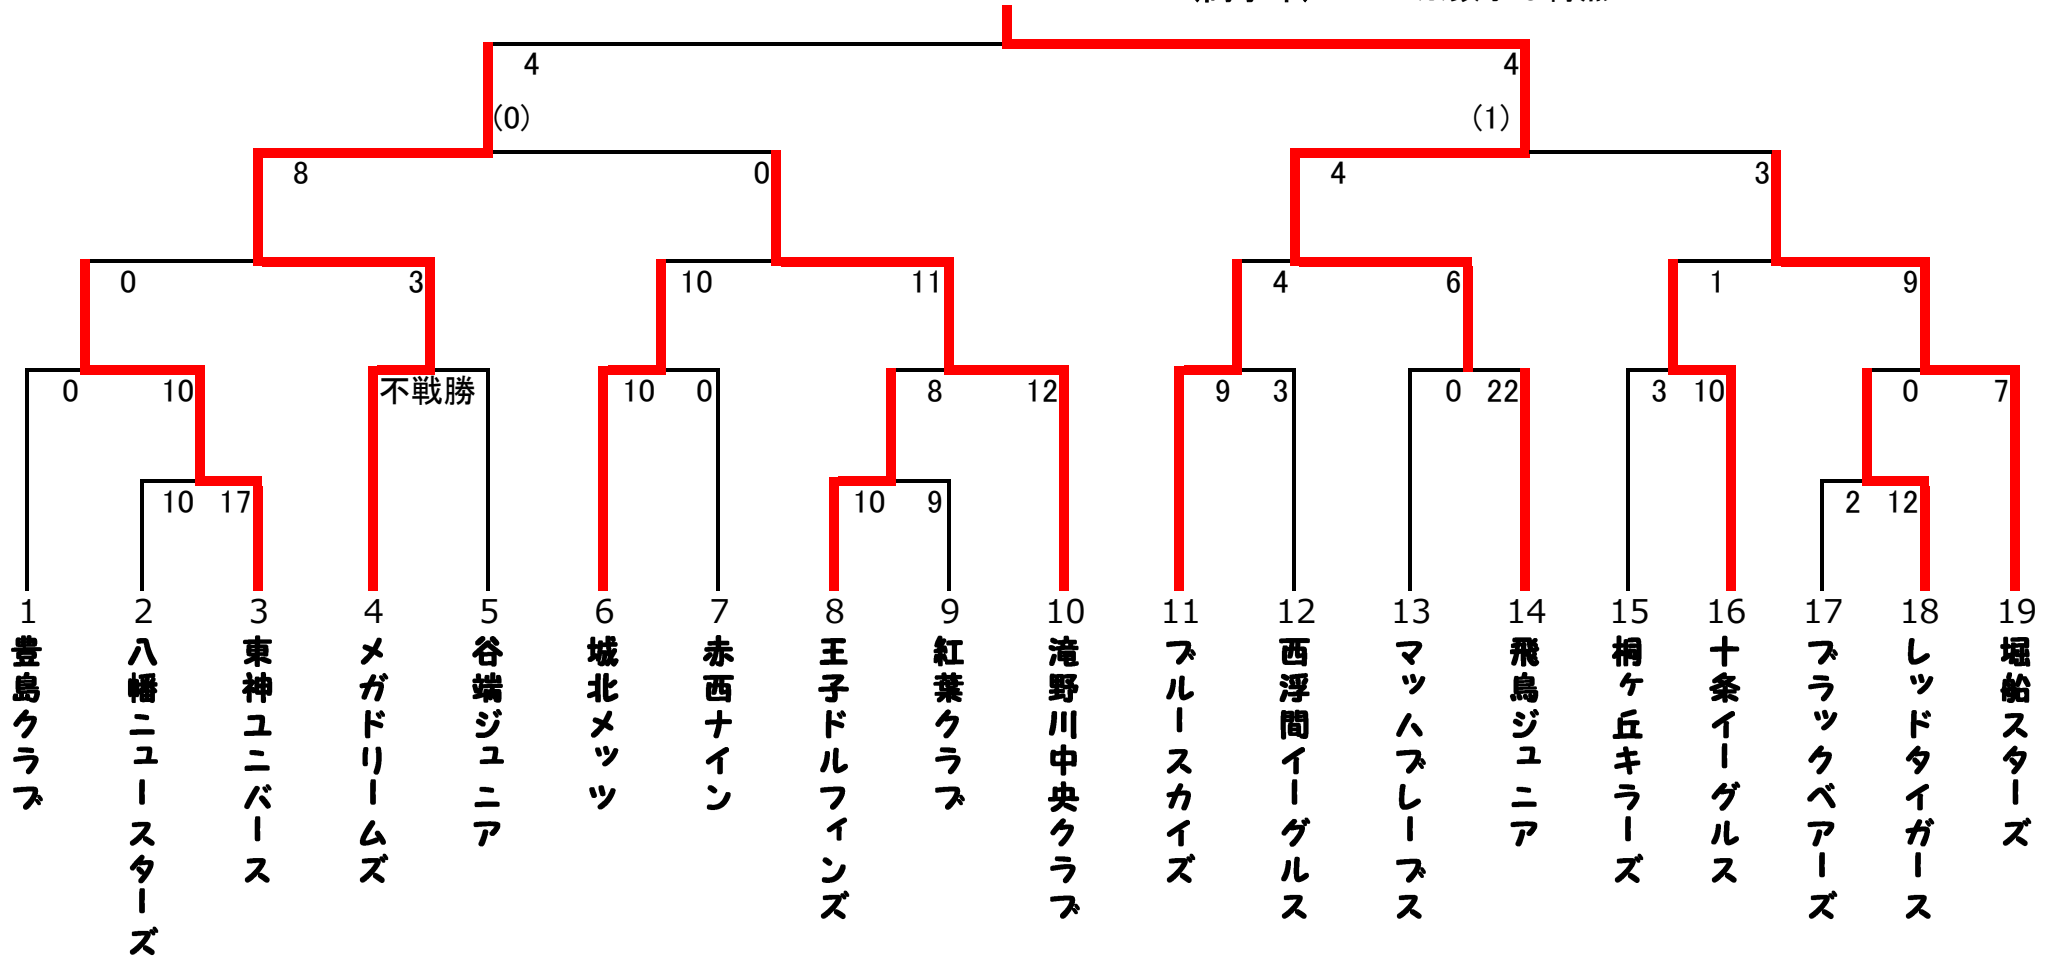 4 4
(0) (1)
8 0 4 3
0 3 10 11 4 6 1 9
0 10 不戦勝 10 0 8 12 9 3 0 22 3 10 0 7
10 17 10 9 2 12
1 2 3 4 5 6 7 8 9 10 11 12 13 14 15 16 17 18 19
豊島クラブ
八幡ニュースターズ
東神ユニバース
メガドリームズ
谷端ジュニア
城北メッツ
赤西ナイン
王子ドルフィンズ
紅葉クラブ
滝野川中央クラブ
ブルースカイズ
西浮間イーグルス
マッハブレーブス
飛鳥ジュニア
桐ヶ丘キラーズ
十条イーグルス
ブラックベアーズ
レッドタイガース
堀船スターズ